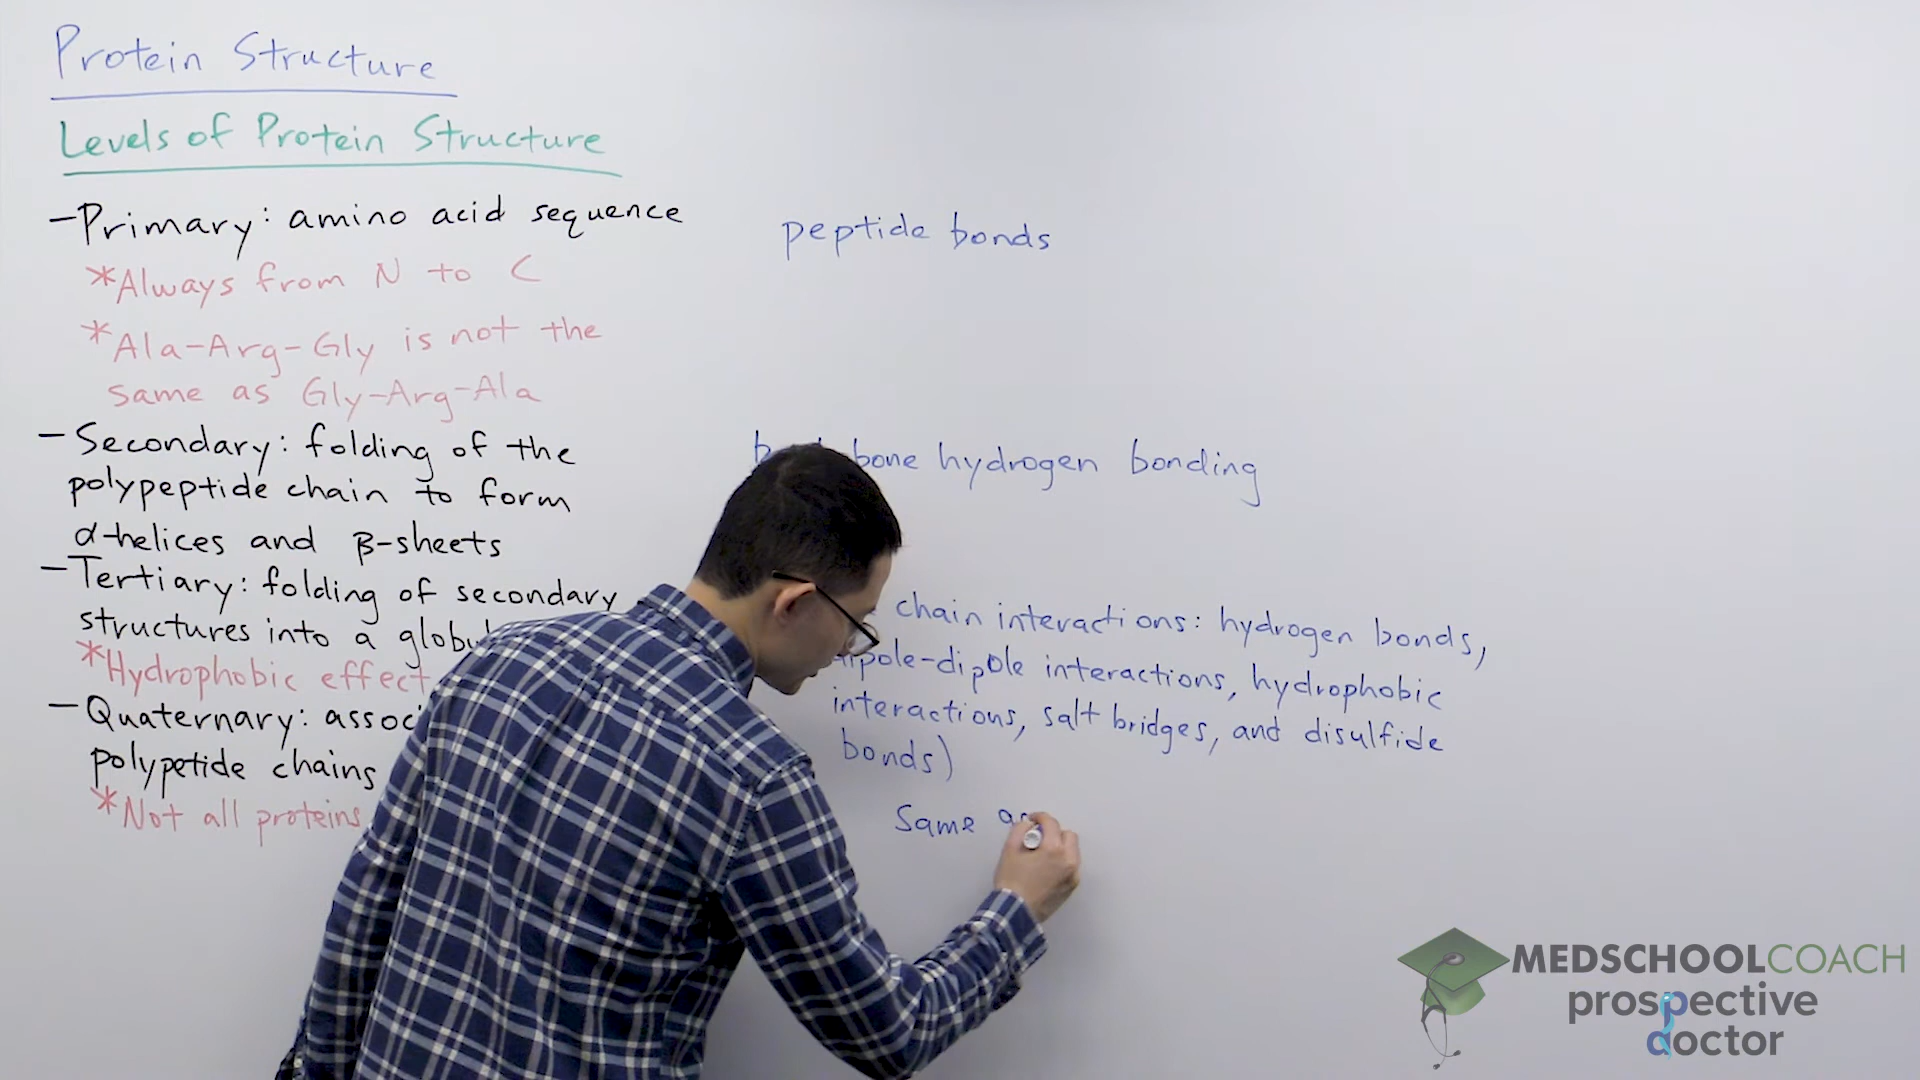 Protein Structure
Levels of Protein Structure
-Primary: amino acid sequence
*Always from N to C
*Ala-Arg-Gly is not the
same as Gly-Arg-Ala
-Secondary: folding of the
polypeptide chain to form
α-helices and β-sheets
-Tertiary: folding of secondary
structures into a
*Hydrophobic effect
-Quaternary:
polypetide chains
*Not all proteins
peptide bonds
hydrogen bonding
chain interactions: hydrogen bonds,
dipole-dipole interactions, hydrophobic
interactions, salt bridges, and disulfide
bonds)
Same
MEDSCHOOLCOACH
prospective
doctor